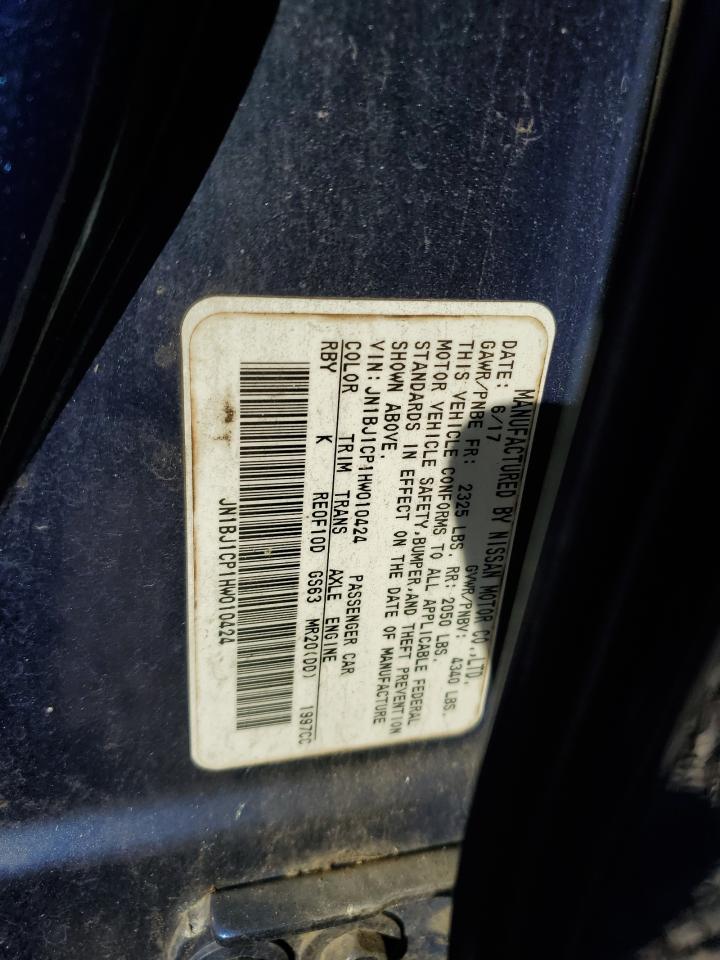 MANUFACTURED BY NISSAN MOTOR CO.,LTD.
DATE: 6/17 GVWR/PNBV: 4340 LBS.
GAWR/PNBE FR: 2325 LBS. RR: 2050 LBS.
THIS VEHICLE CONFORMS TO ALL APPLICABLE FEDERAL
MOTOR VEHICLE SAFETY,BUMPER,AND THEFT PREVENTION
STANDARDS IN EFFECT ON THE DATE OF MANUFACTURE
SHOWN ABOVE.
VIN: JN1BJ1CP1HW010424 PASSENGER CAR
COLOR TRIM TRANS AXLE ENGINE
RBY K RE0F10D GS63 MR20(DD) 1997CC
JN1BJ1CP1HW010424